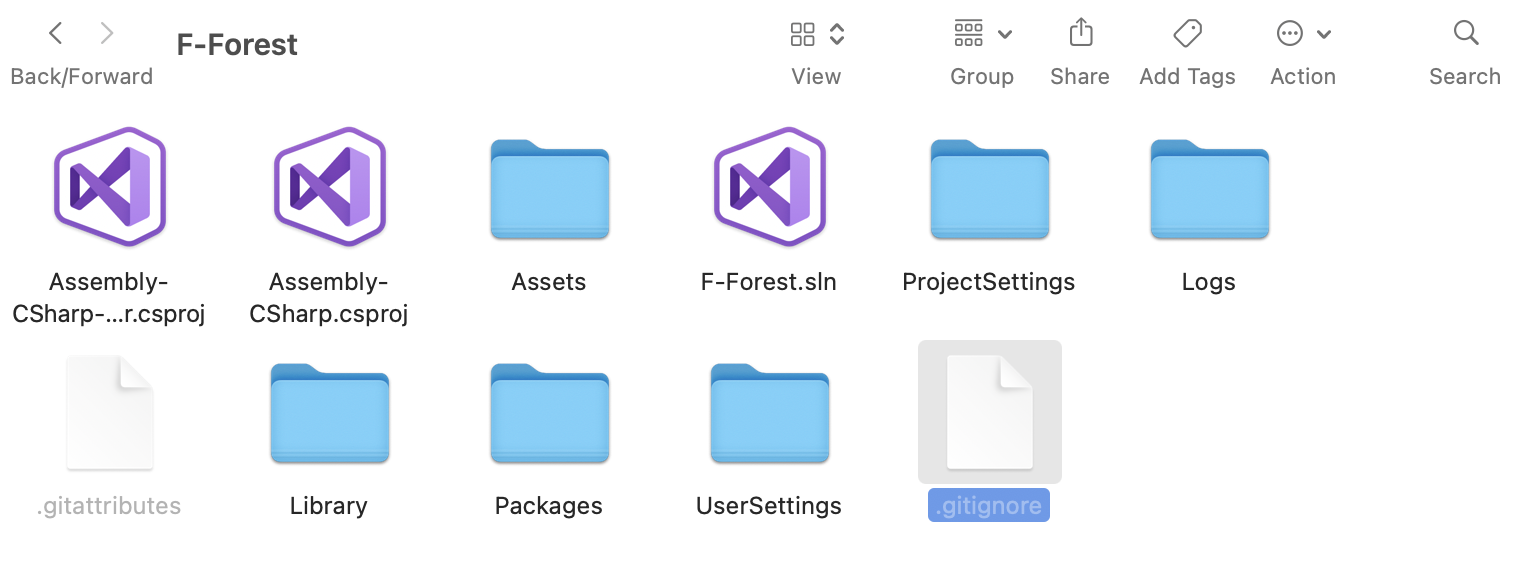 F-Forest
Back/Forward
View
Group
Share
Add Tags
Action
Search
Assembly-
CSharp-...r.csproj
Assembly-
CSharp.csproj
Assets
F-Forest.sln
ProjectSettings
Logs
.gitattributes
Library
Packages
UserSettings
.gitignore